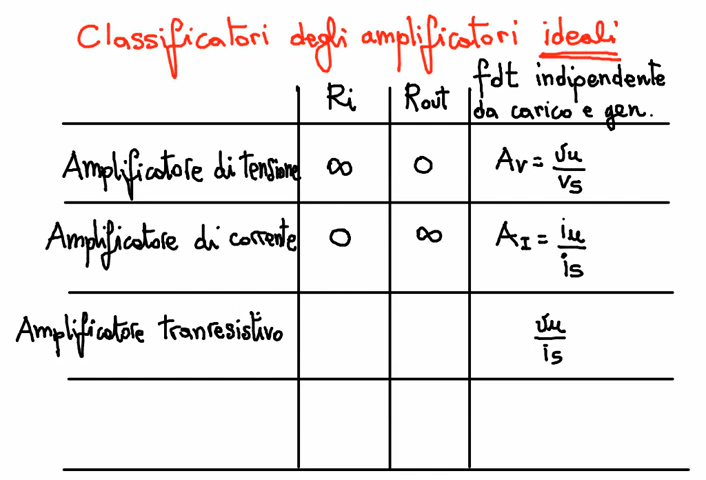 Classificatori degli amplificatori ideali
Ri
Rout
fdt indipendente
da carico e gen.
Amplificatore di tensione
∞
0
Av = vu/vs
Amplificatore di corrente
0
∞
AI = iu/is
Amplificatore tranresistivo
vu/is